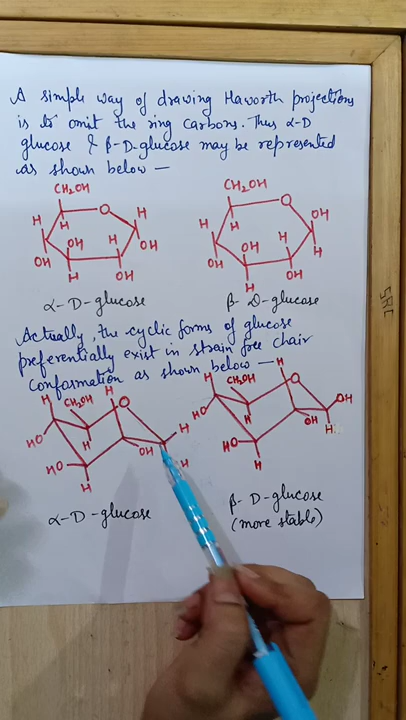 A simple way of drawing Haworth projections
is to omit the ring carbons. Thus α-D
glucose & β-D-glucose may be represented
as shown below —
CH₂OH
O
H
H
H
OH
H
OH
H
OH
CH₂OH
O
H
H
OH
OH
H
H
OH
H
OH
α-D-glucose
β-D-glucose
Actually, the cyclic forms of glucose
preferentially exist in strain free chair
conformation as shown below —
H
CH₂OH
H
O
HO
H
H
HO
OH
H
H
H
CH₂OH
H
O
HO
H
OH
HO
OH
H
H
α-D-glucose
β-D-glucose
(more stable)